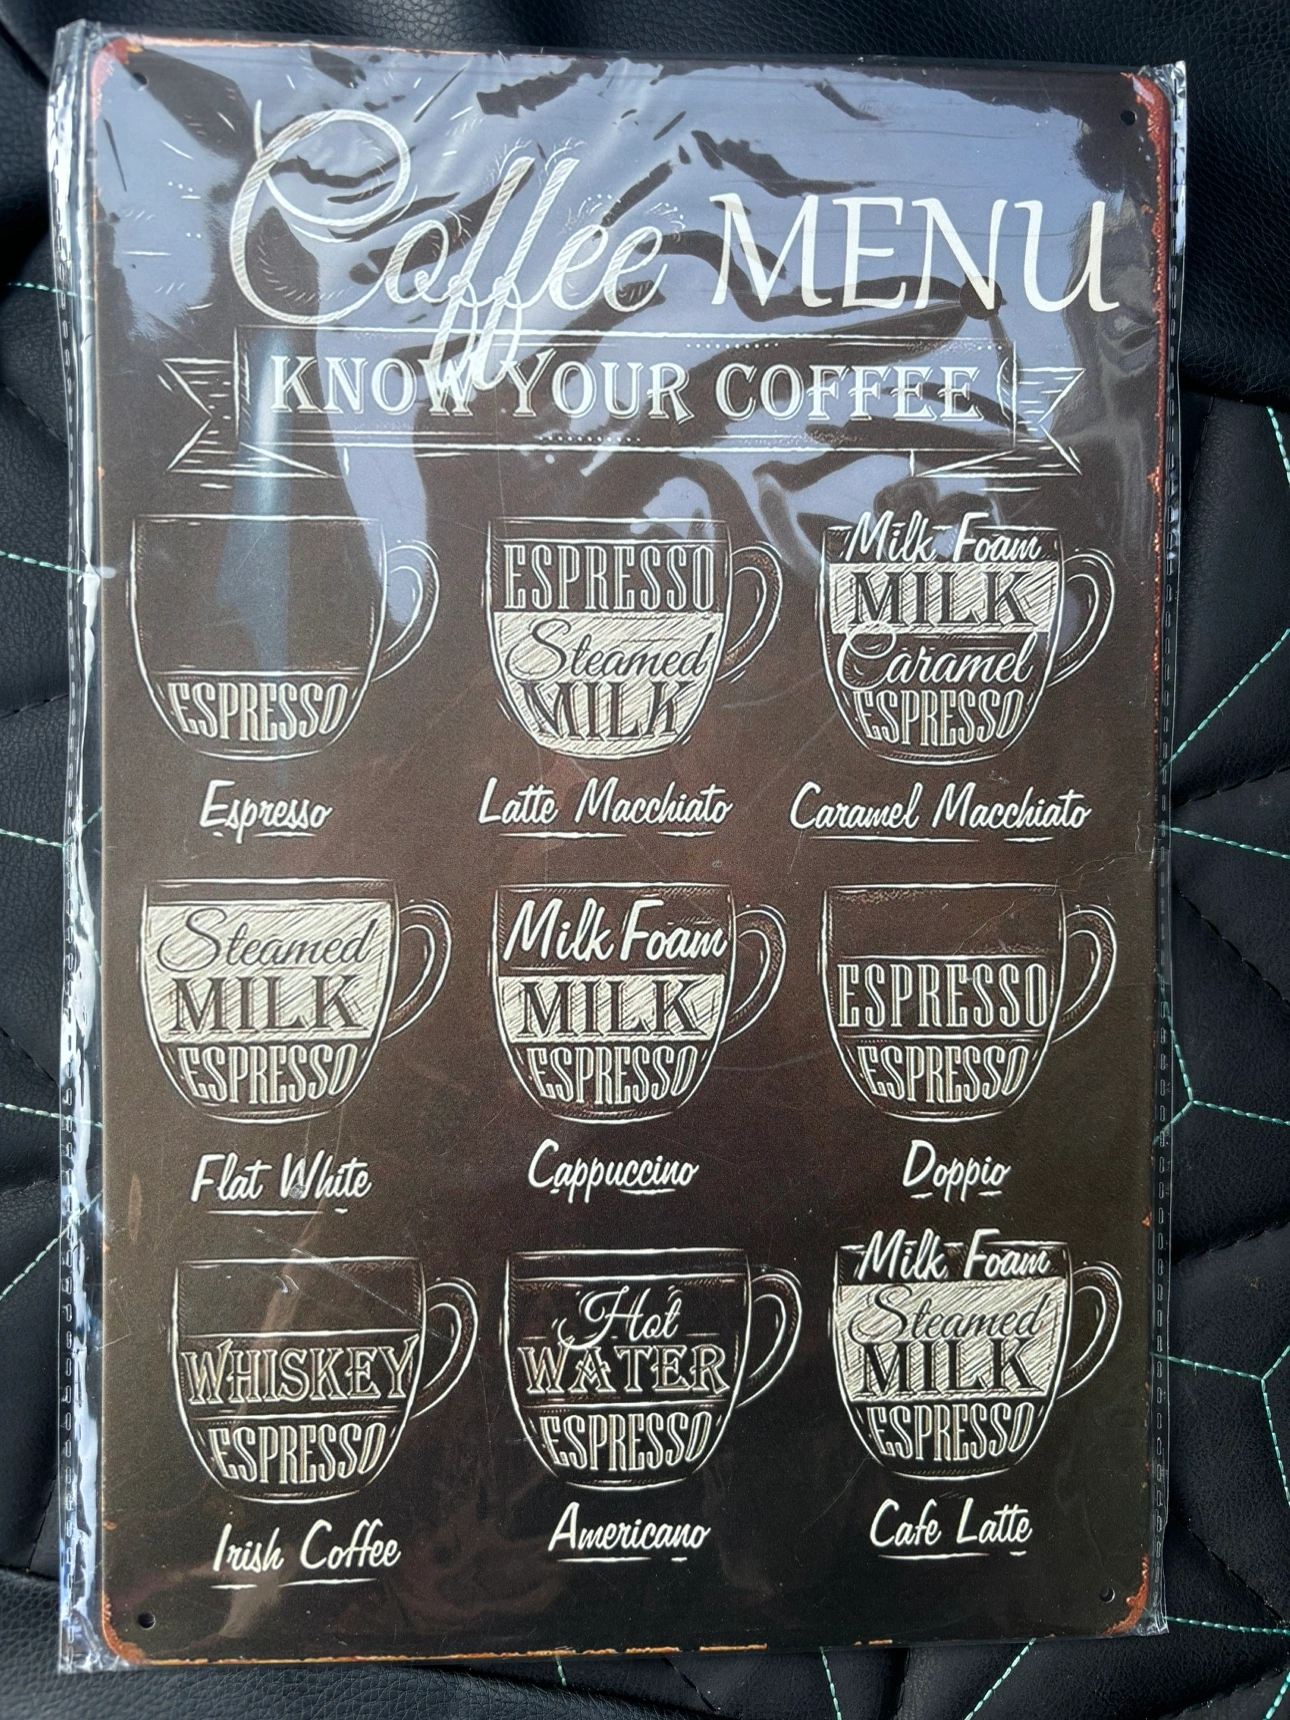 Coffee MENU
KNOW YOUR COFFEE
ESPRESSO
Espresso
ESPRESSO
Steamed
MILK
Latte Macchiato
Milk Foam
MILK
Caramel
ESPRESSO
Caramel Macchiato
Steamed
MILK
ESPRESSO
Flat White
Milk Foam
MILK
ESPRESSO
Cappuccino
ESPRESSO
ESPRESSO
Doppio
WHISKEY
ESPRESSO
Irish Coffee
Hot
WATER
ESPRESSO
Americano
Milk Foam
Steamed
MILK
ESPRESSO
Cafe Latte